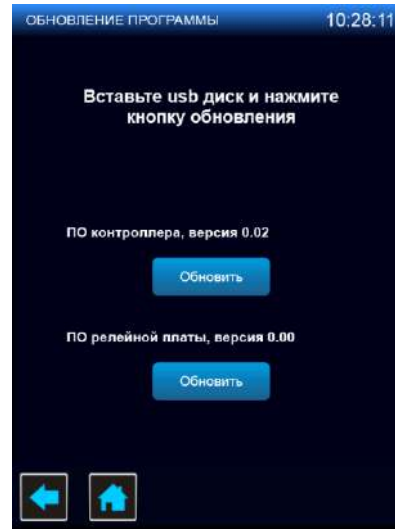 ОБНОВЛЕНИЕ ПРОГРАММЫ 10:28:11
Вставьте usb диск и нажмите
кнопку обновления
ПО контроллера, версия 0.02
Обновить
ПО релейной платы, версия 0.00
Обновить